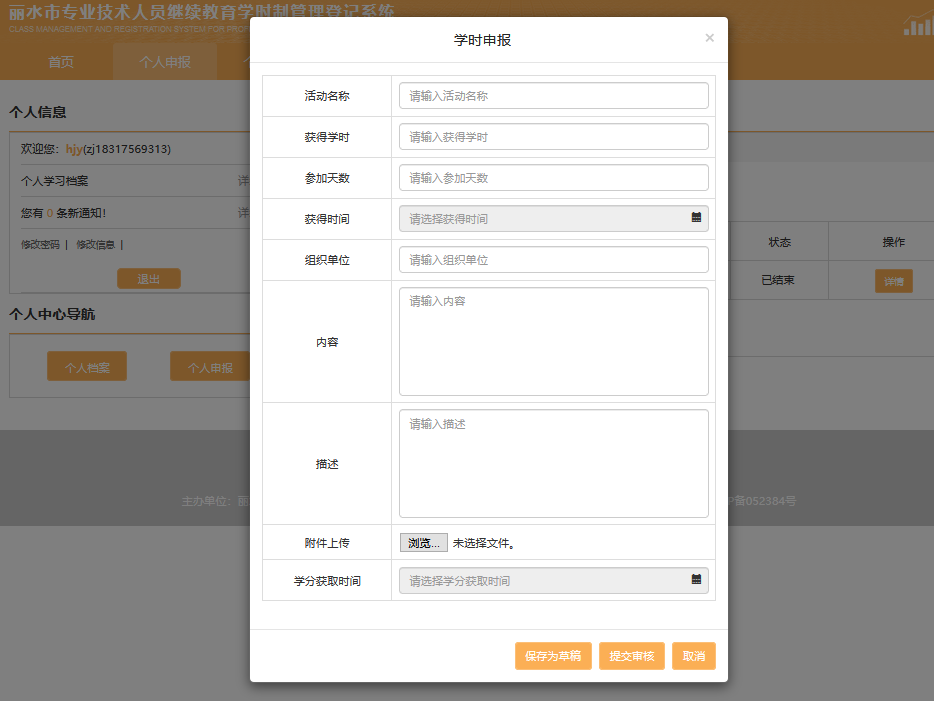 丽水市专业技术人员继续教育学时制管理登记系统
CLASS MANAGEMENT AND REGISTRATION SYSTEM FOR PROF
首页
个人申报
个人信息
欢迎您：hjy(zj18317569313)
个人学习档案
详
您有 0 条新通知！
详
修改密码 | 修改信息 |
退出
个人中心导航
个人档案
个人申报
学时申报
×
活动名称
请输入活动名称
获得学时
请输入获得学时
参加天数
请输入参加天数
获得时间
请选择获得时间
组织单位
请输入组织单位
内容
请输入内容
描述
请输入描述
附件上传
浏览... 未选择文件。
学分获取时间
请选择学分获取时间
保存为草稿
提交审核
取消
状态
操作
已结束
详情
主办单位：丽
P备052384号